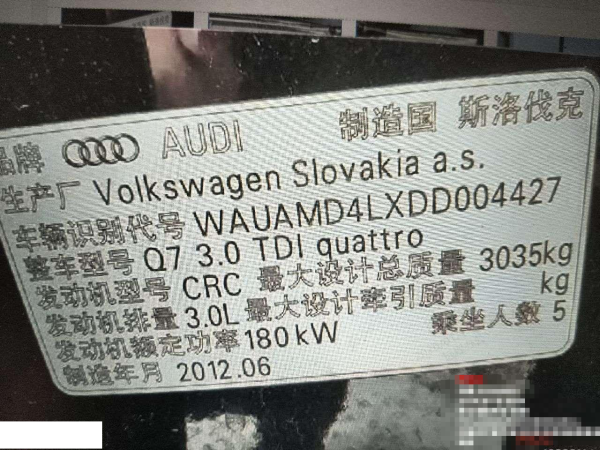 品牌 AUDI 制造国 斯洛伐克
生产厂 Volkswagen Slovakia a.s.
车辆识别代号 WAUAMD4LXDD004427
整车型号 Q7 3.0 TDI quattro
发动机型号 CRC 最大设计总质量 3035kg
发动机排量 3.0L 最大设计牵引质量 kg
发动机额定功率 180kW 乘坐人数 5
制造年月 2012.06